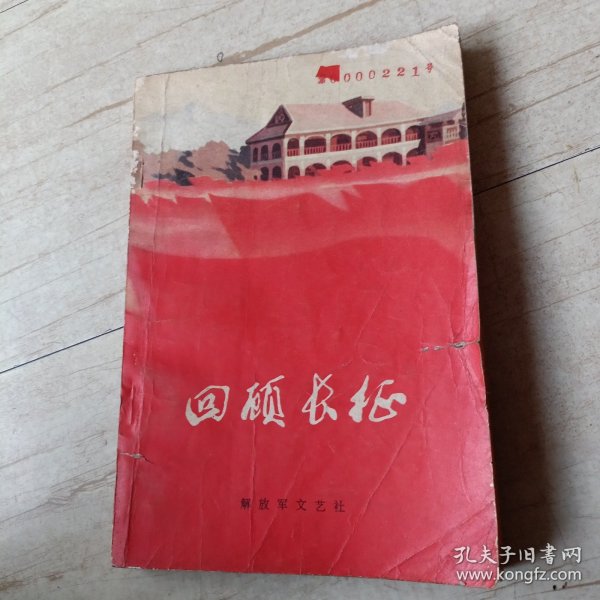 0000221号
回顾长征
解放军文艺社
孔夫子旧书网
www.kongfz.com